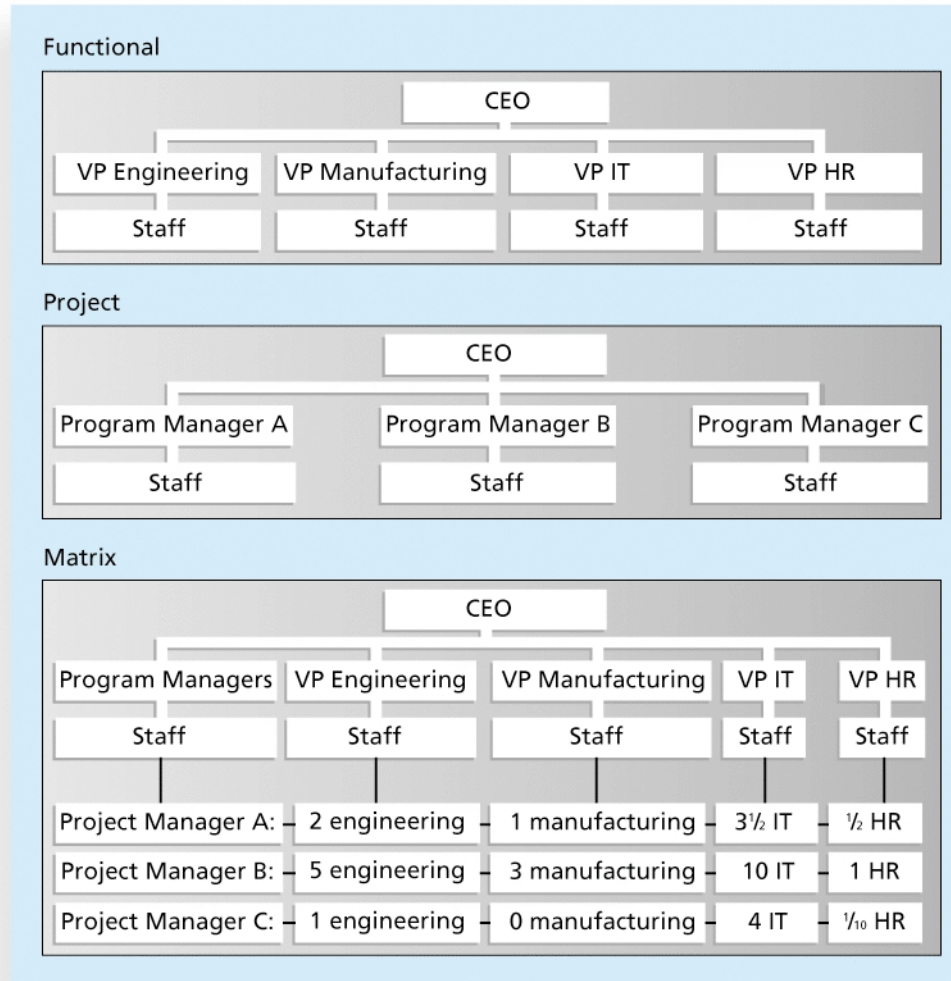 Functional
CEO
VP Engineering VP Manufacturing VP IT VP HR
Staff Staff Staff Staff
Project
CEO
Program Manager A Program Manager B Program Manager C
Staff Staff Staff
Matrix
CEO
Program Managers VP Engineering VP Manufacturing VP IT VP HR
Staff Staff Staff Staff Staff
Project Manager A: 2 engineering 1 manufacturing 3½ IT ½ HR
Project Manager B: 5 engineering 3 manufacturing 10 IT 1 HR
Project Manager C: 1 engineering 0 manufacturing 4 IT 1/10 HR